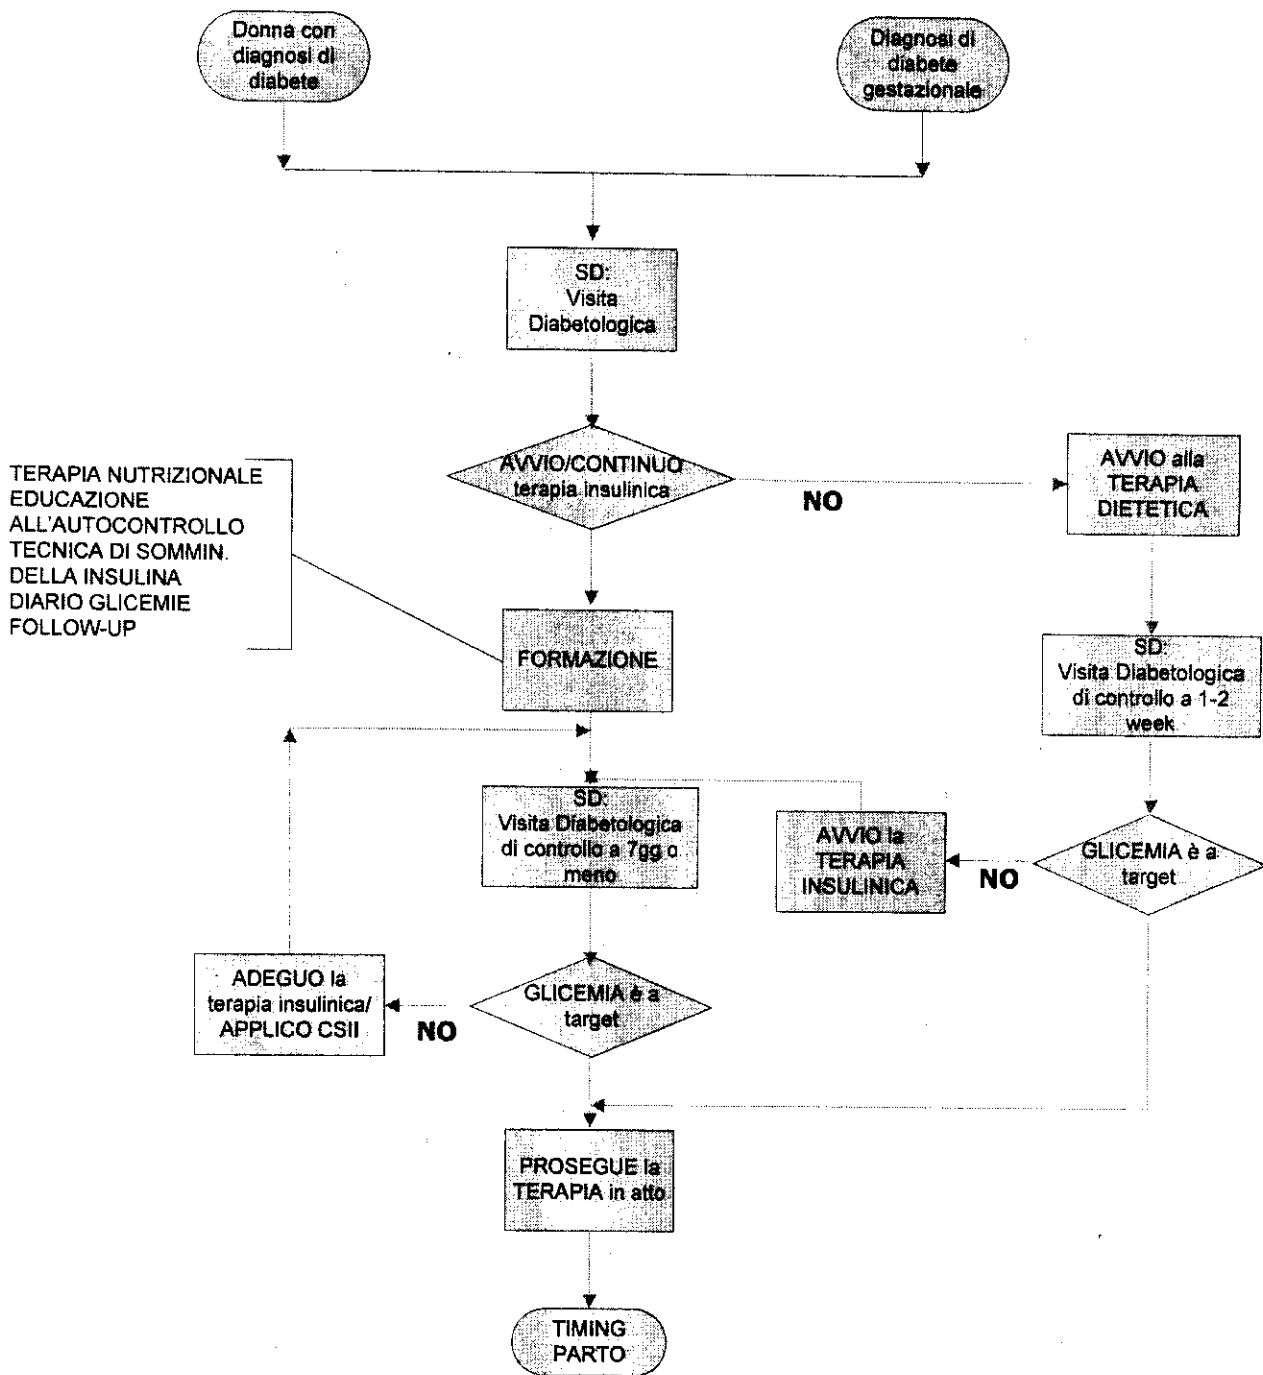 Donna con
diagnosi di
diabete
Diagnosi di
diabete
gestazionale
SD:
Visita
Diabetologica
AVVIO/CONTINUO
terapia insulinica
NO
AVVIO alla
TERAPIA
DIETETICA
TERAPIA NUTRIZIONALE
EDUCAZIONE
ALL'AUTOCONTROLLO
TECNICA DI SOMMIN.
DELLA INSULINA
DIARIO GLICEMIE
FOLLOW-UP
FORMAZIONE
SD:
Visita Diabetologica
di controllo a 1-2
week
SD:
Visita Diabetologica
di controllo a 7gg o
meno
AVVIO la
TERAPIA
INSULINICA
NO
GLICEMIA è a
target
ADEGUO la
terapia insulinica/
APPLICO CSII
NO
GLICEMIA è a
target
PROSEGUE la
TERAPIA in atto
TIMING
PARTO